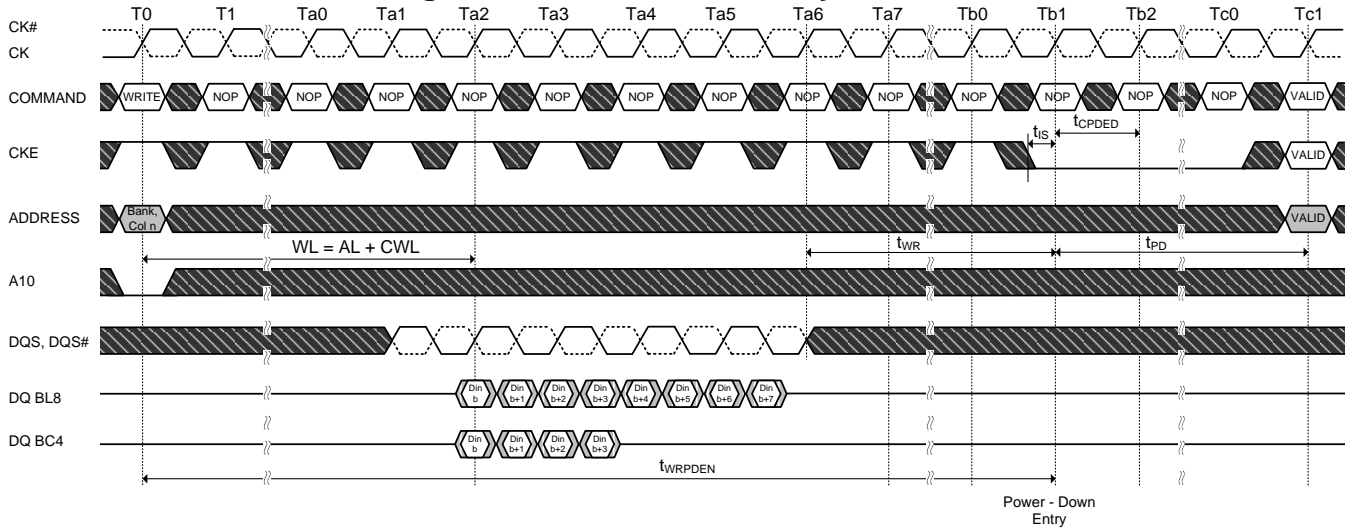 T0 T1 Ta0 Ta1 Ta2 Ta3 Ta4 Ta5 Ta6 Ta7 Tb0 Tb1 Tb2 Tc0 Tc1
CK#
CK
COMMAND WRITE NOP NOP NOP NOP NOP NOP NOP NOP NOP NOP NOP NOP NOP VALID
tIS tCPDED
CKE VALID
ADDRESS Bank, Col n VALID
WL = AL + CWL tWR tPD
A10
DQS, DQS#
DQ BL8 Din b Din b+1 Din b+2 Din b+3 Din b+4 Din b+5 Din b+6 Din b+7
DQ BC4 Din b Din b+1 Din b+2 Din b+3
tWRPDEN
Power - Down
Entry